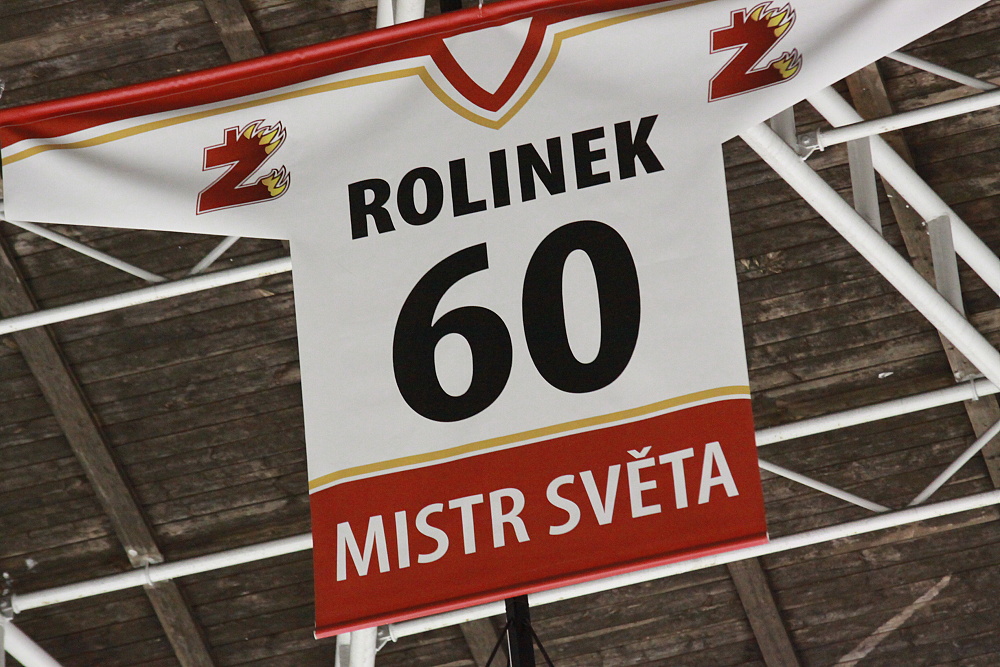 Ž Ž
ROLINEK
60
MISTR SVĚTA